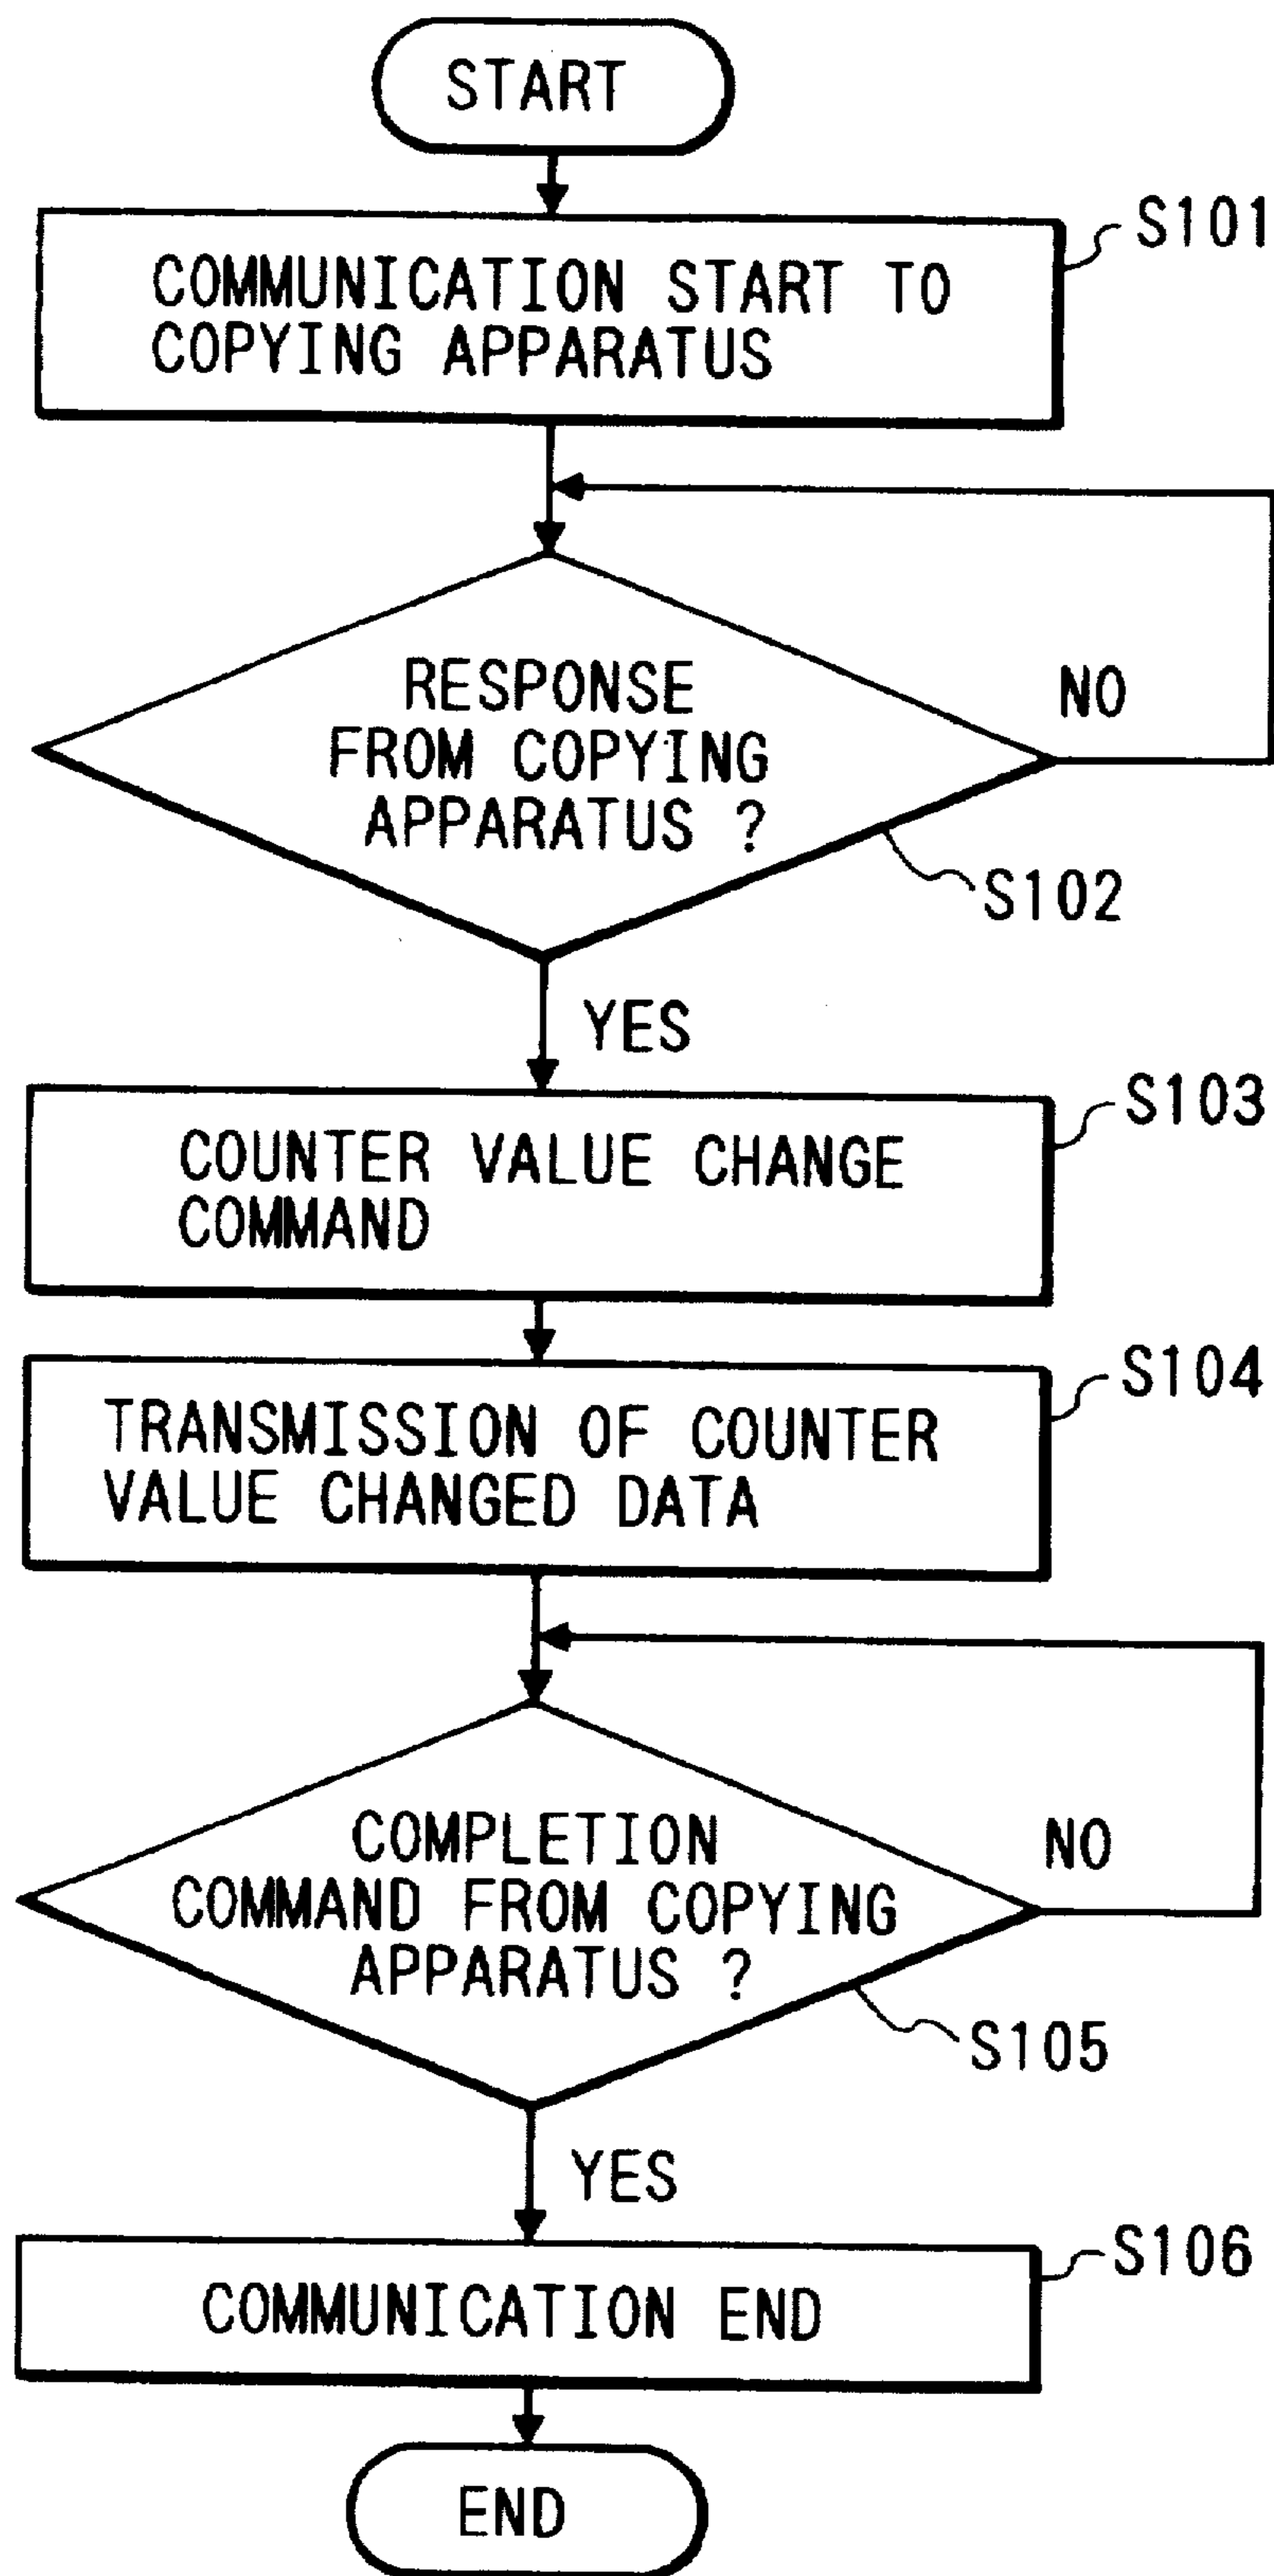 START
S101
COMMUNICATION START TO
COPYING APPARATUS
RESPONSE
FROM COPYING
APPARATUS ?
NO
S102
YES
S103
COUNTER VALUE CHANGE
COMMAND
S104
TRANSMISSION OF COUNTER
VALUE CHANGED DATA
COMPLETION
COMMAND FROM COPYING
APPARATUS ?
NO
S105
YES
S106
COMMUNICATION END
END